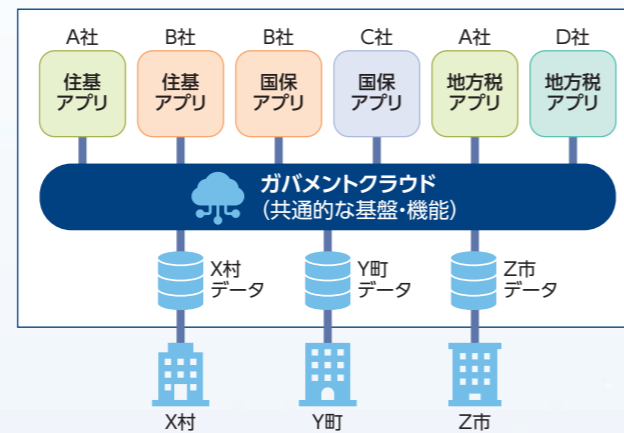 A社
B社
B社
C社
A社
D社
住基
アプリ
住基
アプリ
国保
アプリ
国保
アプリ
地方税
アプリ
地方税
アプリ
ガバメントクラウド
(共通的な基盤・機能)
X村
データ
Y町
データ
Z市
データ
X村
Y町
Z市